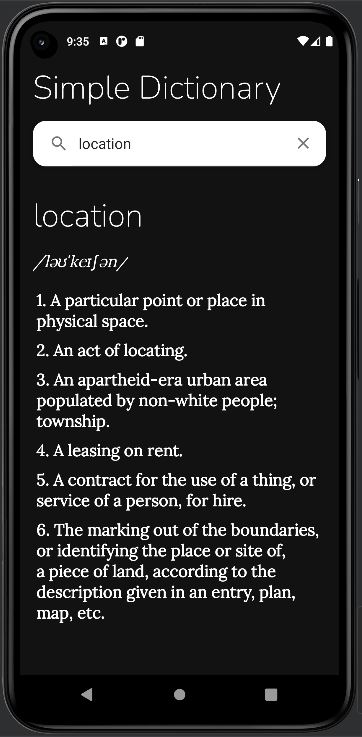 9:35
Simple Dictionary
location
location
/ləʊˈkeɪʃən/
1. A particular point or place in
physical space.
2. An act of locating.
3. An apartheid-era urban area
populated by non-white people;
township.
4. A leasing on rent.
5. A contract for the use of a thing, or
service of a person, for hire.
6. The marking out of the boundaries,
or identifying the place or site of,
a piece of land, according to the
description given in an entry, plan,
map, etc.